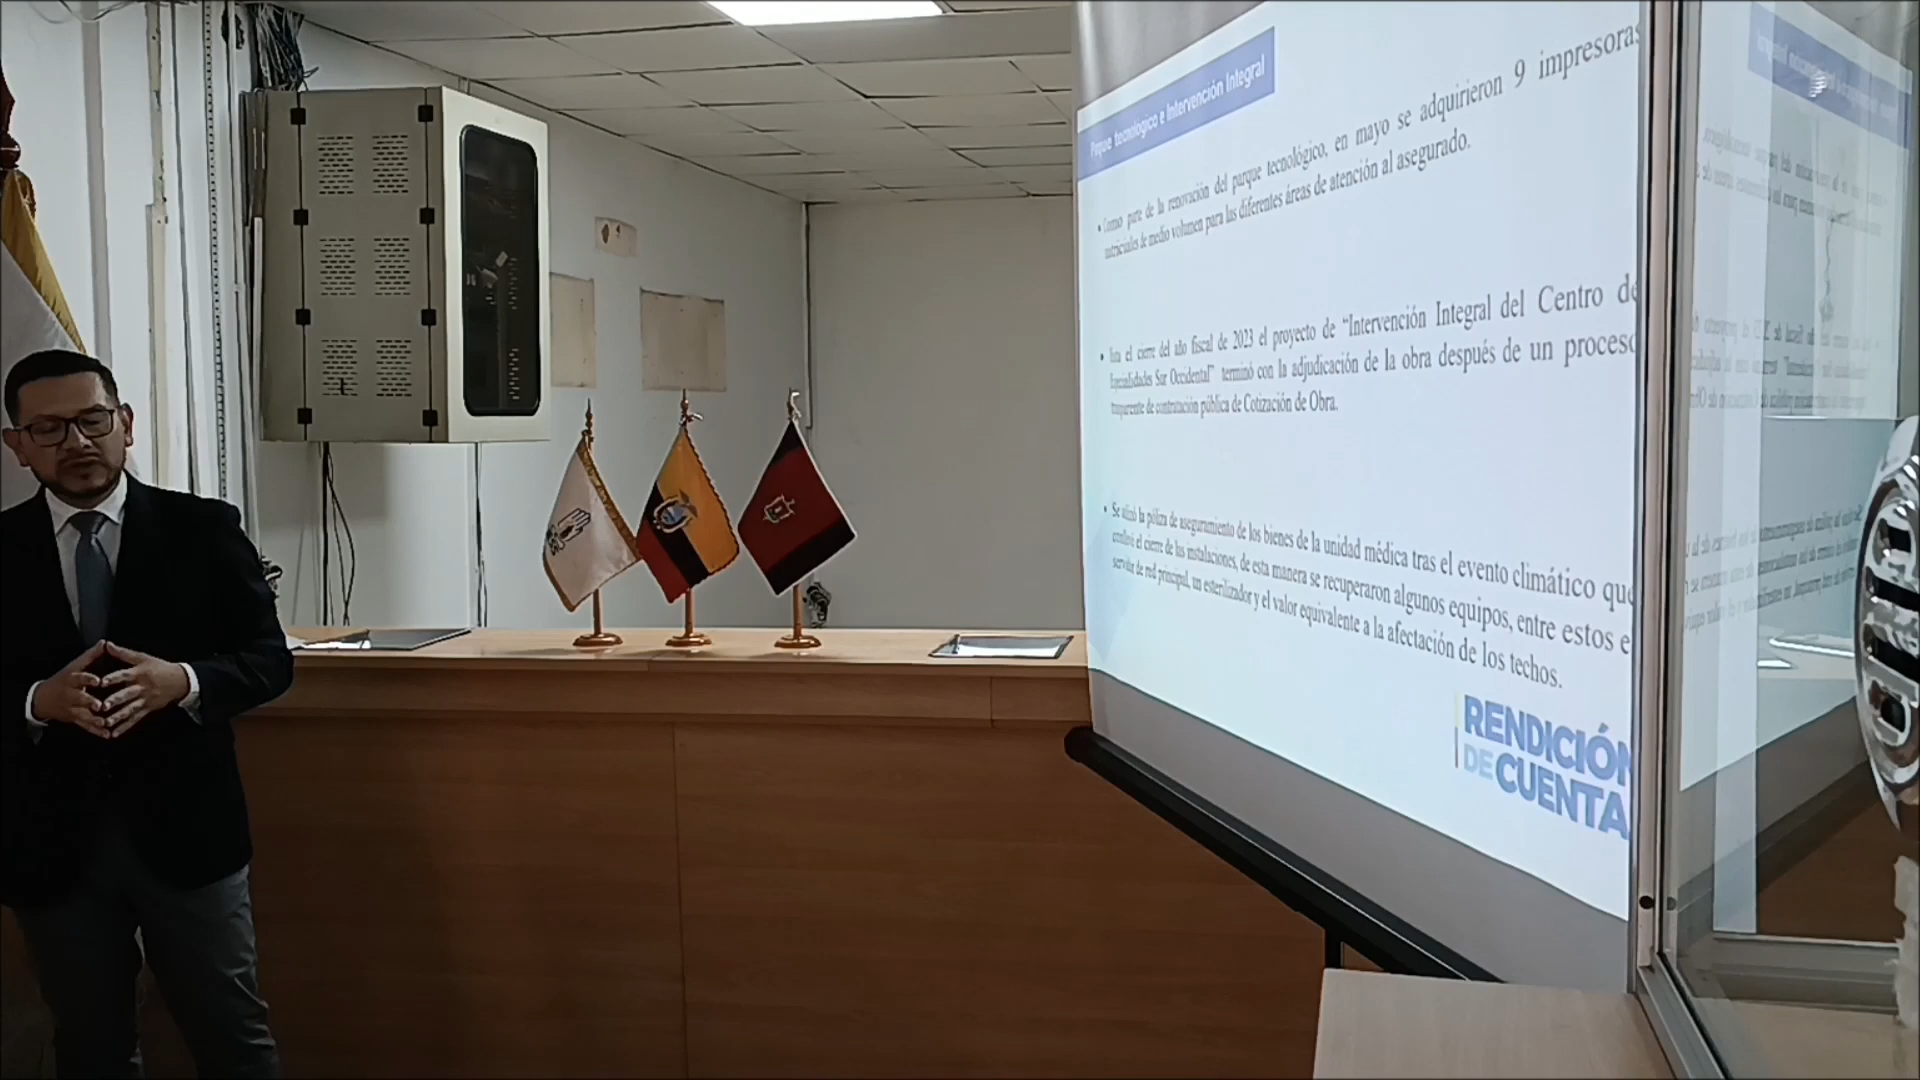 Parque tecnológico e Intervención Integral
• Como parte de la renovación del parque tecnológico, en mayo se adquirieron 9 impresoras
matriciales de medio volumen para las diferentes áreas de atención al asegurado.
• Hasta el cierre del año fiscal de 2023 el proyecto de “Intervención Integral del Centro de
Especialidades Sur Occidental” terminó con la adjudicación de la obra después de un proceso
trasparente de contratación pública de Cotización de Obra.
• Se utilizó la póliza de aseguramiento de los bienes de la unidad médica tras el evento climático que
conllevó el cierre de las instalaciones, de esta manera se recuperaron algunos equipos, entre estos e
servidor de red principal, un esterilizador y el valor equivalente a la afectación de los techos.
RENDICIÓN
DE CUENTA